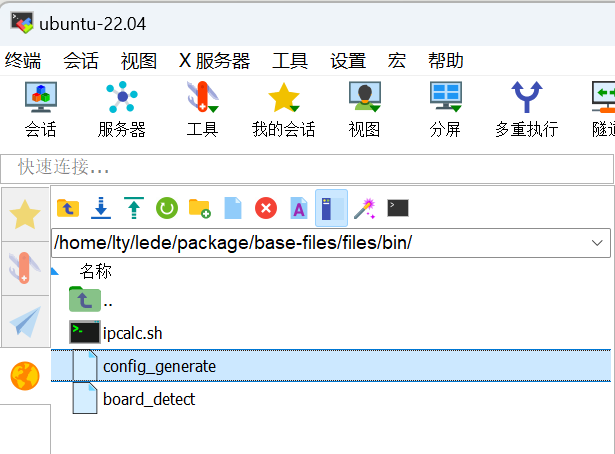 ubuntu-22.04
终端 会话 视图 X 服务器 工具 设置 宏 帮助
会话 服务器 工具 我的会话 视图 分屏 多重执行 隧道
快速连接...
/home/lty/lede/package/base-files/files/bin/
名称
..
ipcalc.sh
config_generate
board_detect